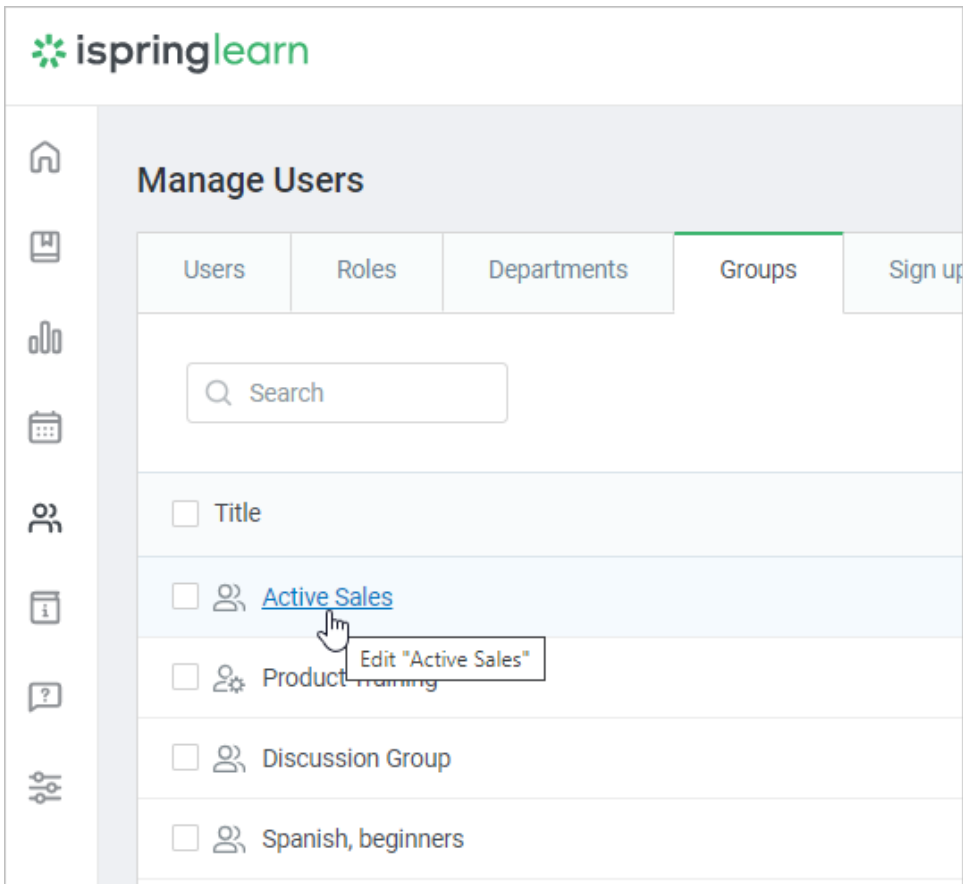 ispringlearn
Manage Users
Users Roles Departments Groups Sign up
Search
Title
Active Sales
Edit "Active Sales"
Product Training
Discussion Group
Spanish, beginners